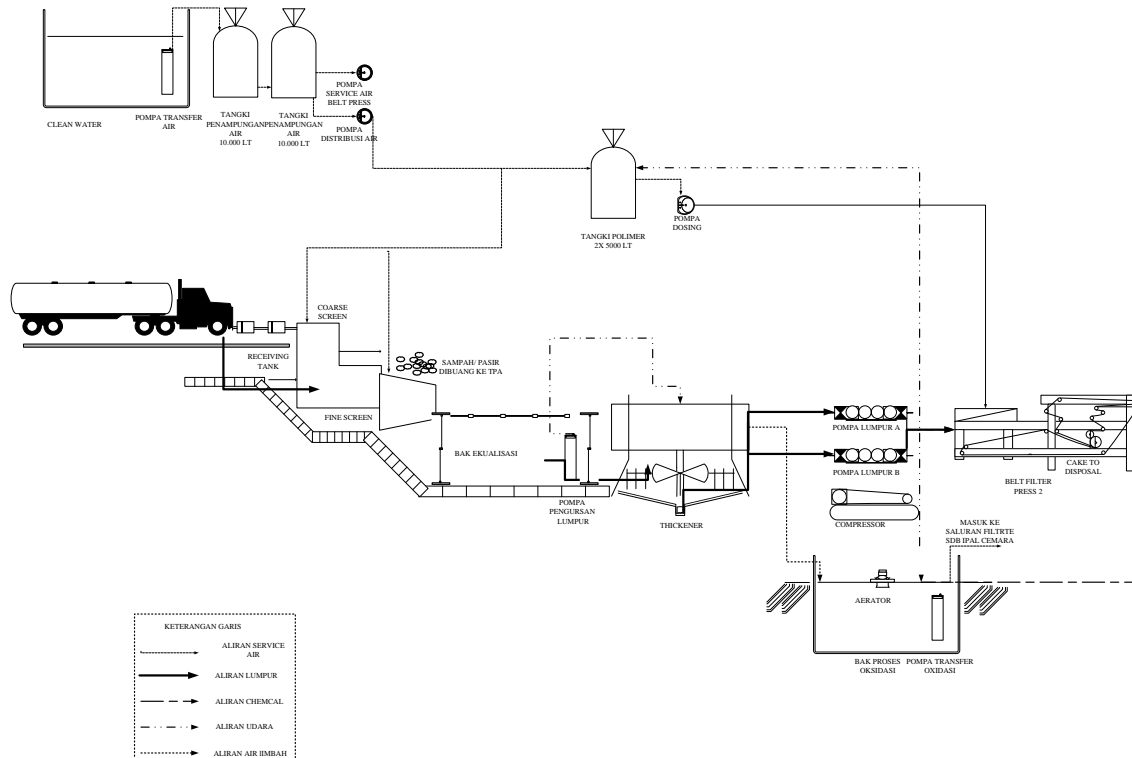 CLEAN WATER
POMPA TRANSFER
AIR
TANGKI
PENAMPUNGAN
AIR
10.000 LT
TANGKI
PENAMPUNGAN
AIR
10.000 LT
POMPA
SERVICE AIR
BELT PRESS
POMPA
DISTRIBUSI AIR
TANGKI POLIMER
2X 5000 LT
POMPA
DOSING
COARSE
SCREEN
RECEIVING
TANK
SAMPAH/ PASIR
DIBUANG KE TPA
FINE SCREEN
BAK EKUALISASI
POMPA
PENGURSAN
LUMPUR
THICKENER
POMPA LUMPUR A
POMPA LUMPUR B
COMPRESSOR
BELT FILTER
PRESS 2
CAKE TO
DISPOSAL
MASUK KE
SALURAN FILTRTE
SDB IPAL CEMARA
AERATOR
BAK PROSES
OKSIDASI
POMPA TRANSFER
OXIDASI
KETERANGAN GARIS
ALIRAN SERVICE
AIR
ALIRAN LUMPUR
ALIRAN CHEMCAL
ALIRAN UDARA
ALIRAN AIR lIMBAH